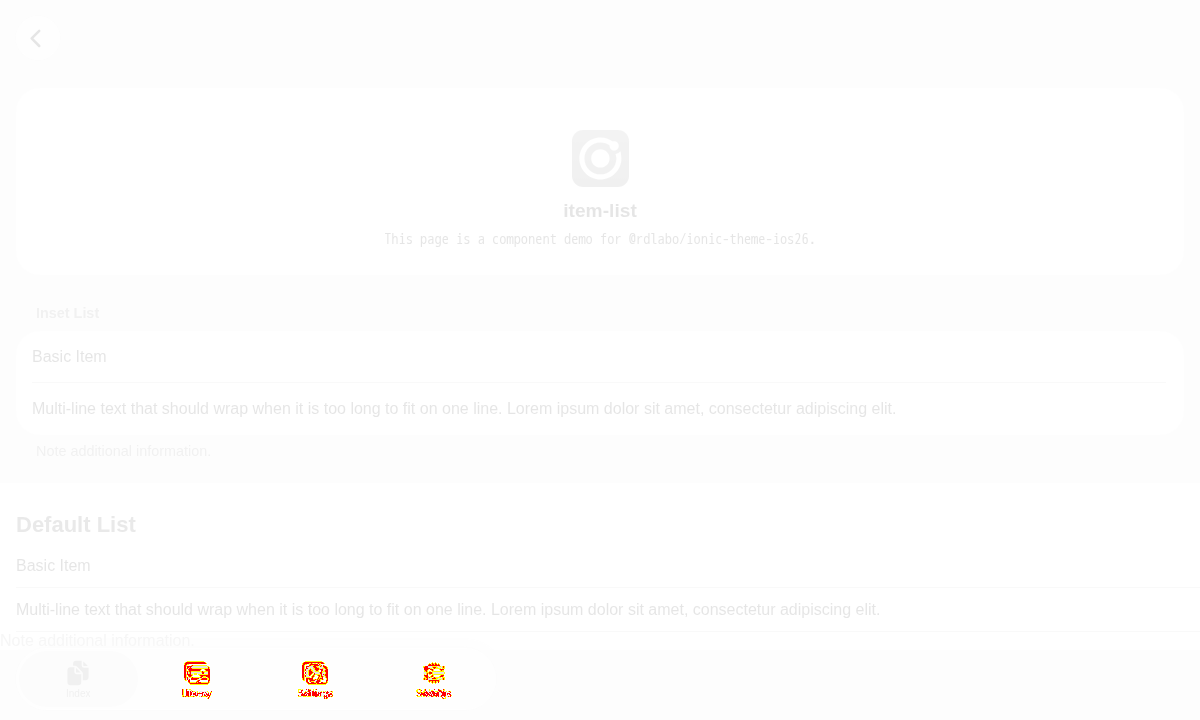 item-list
This page is a component demo for @rdlabo/ionic-theme-ios26.
Inset List
Basic Item
Multi-line text that should wrap when it is too long to fit on one line. Lorem ipsum dolor sit amet, consectetur adipiscing elit.
Note additional information.
Default List
Basic Item
Multi-line text that should wrap when it is too long to fit on one line. Lorem ipsum dolor sit amet, consectetur adipiscing elit.
Note additional information.
Index